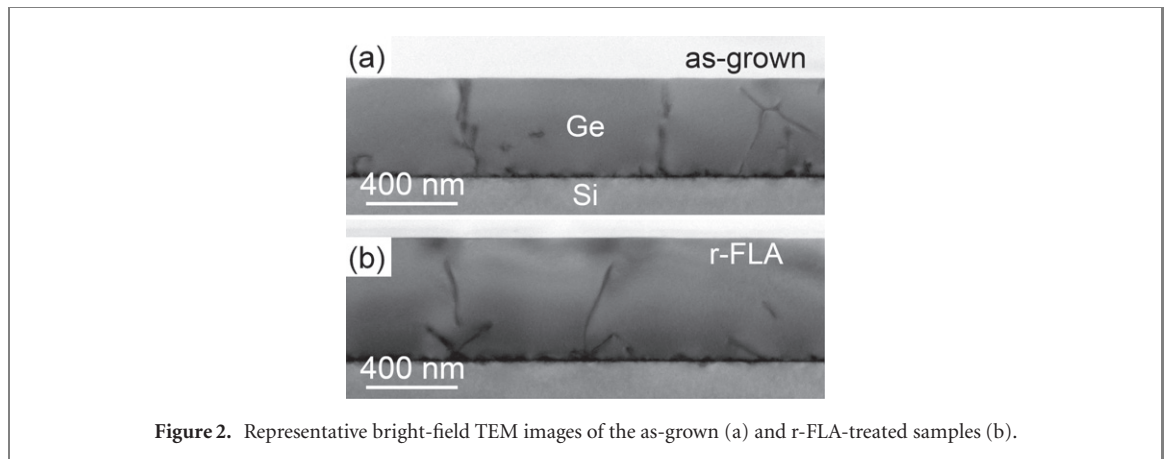 (a)
as-grown
Ge
400 nm
Si
(b)
r-FLA
400 nm
Figure 2. Representative bright-field TEM images of the as-grown (a) and r-FLA-treated samples (b).